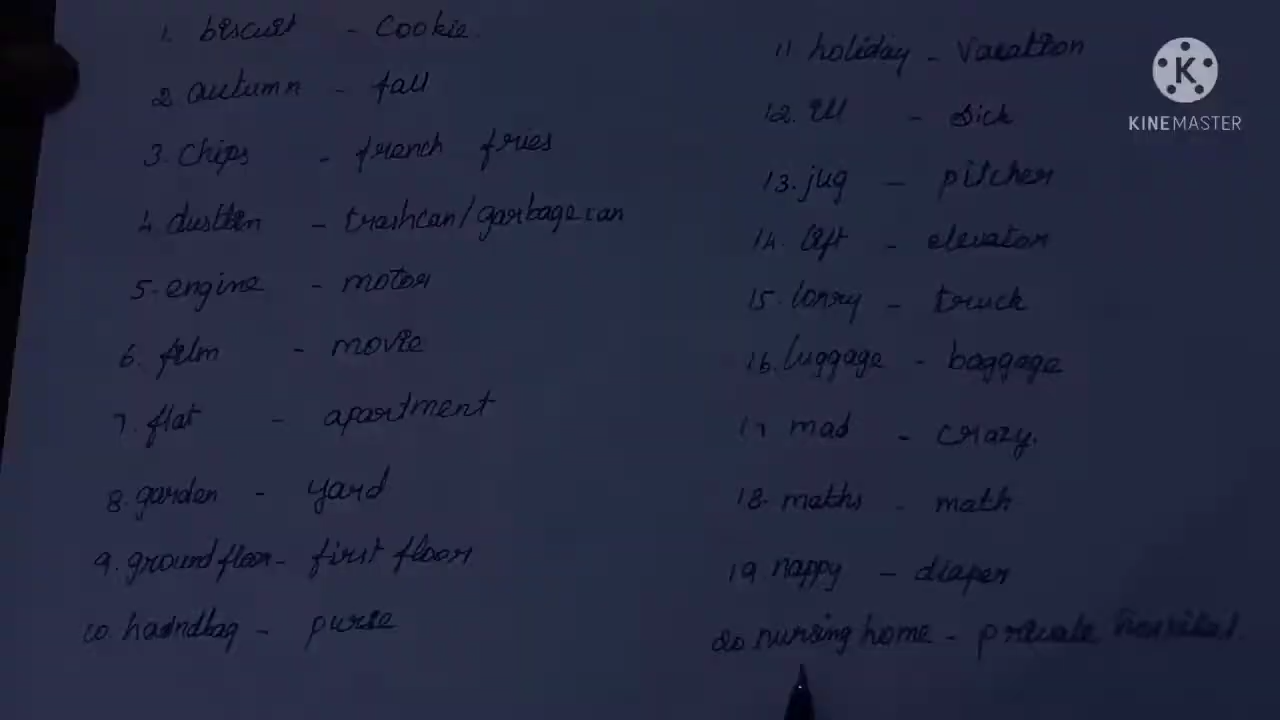 1. biscuit - cookie.
2 autumn - fall
3. chips - french fries
4. dustbin - trashcan/garbage can
5. engine - motor
6. film - movie
7. flat - apartment
8. garden - yard
9. ground floor - first floor
10. handbag - purse
11 holiday - vacation
12. ill - sick
13. jug - pitcher
14. lift - elevator
15. lorry - truck
16. luggage - baggage
17 mad - crazy.
18. maths - math
19 nappy - diaper
20. nursing home - private hospital.
K
KINEMASTER